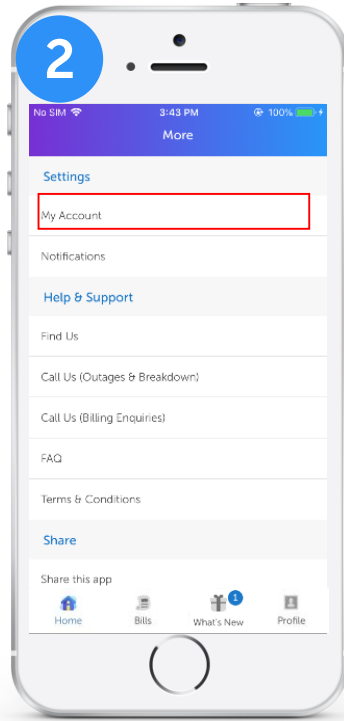 2
No SIM 3:43 PM 100%
More
Settings
My Account
Notifications
Help & Support
Find Us
Call Us (Outages & Breakdown)
Call Us (Billing Enquiries)
FAQ
Terms & Conditions
Share
Share this app
1
Home Bills What's New Profile